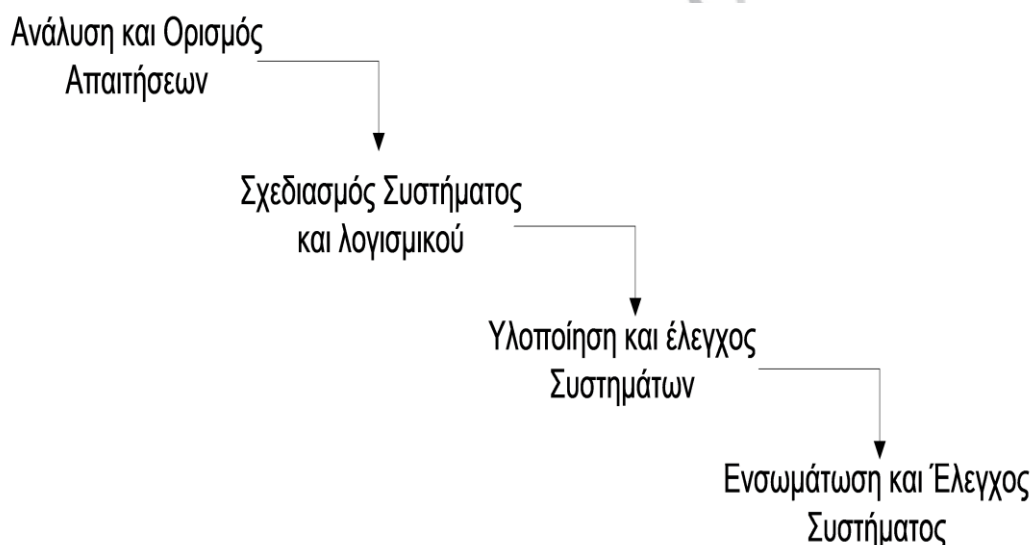 Ανάλυση και Ορισμός
Απαιτήσεων
Σχεδιασμός Συστήματος
και λογισμικού
Υλοποίηση και έλεγχος
Συστημάτων
Ενσωμάτωση και Έλεγχος
Συστήματος